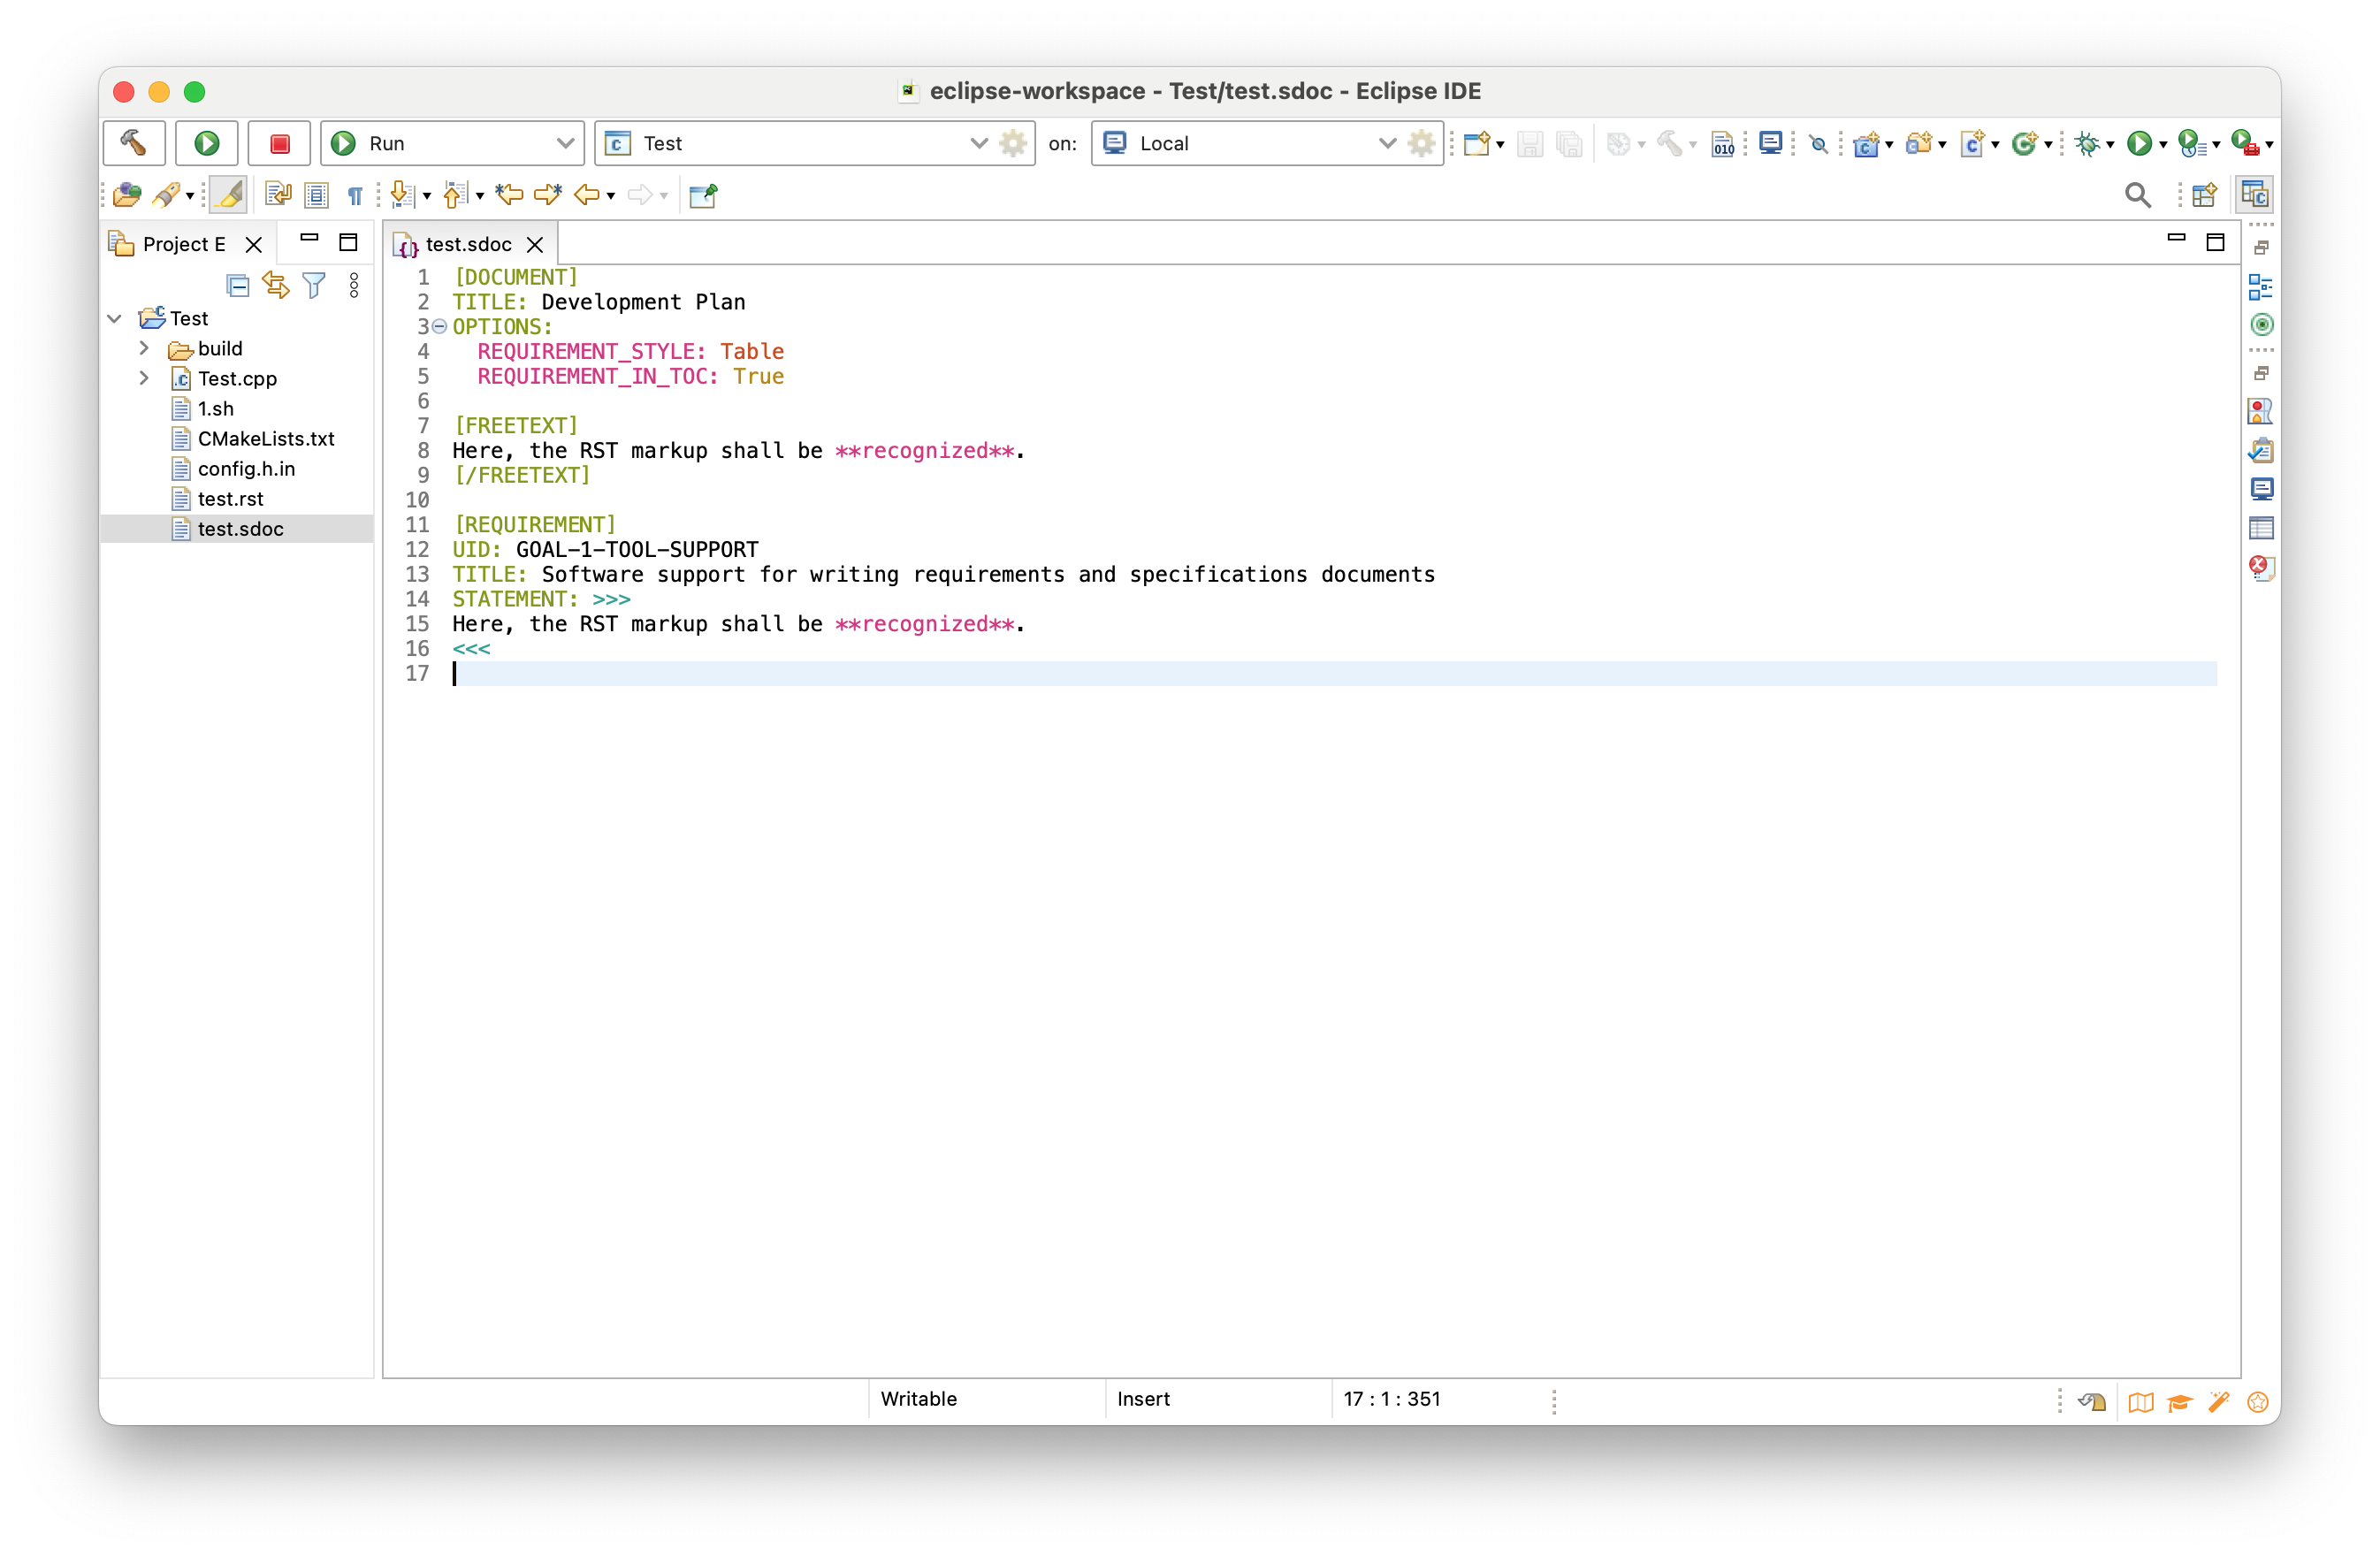 eclipse-workspace - Test/test.sdoc - Eclipse IDE
Run
Test
on:
Local
010
Project E
test.sdoc
Test
build
Test.cpp
1.sh
CMakeLists.txt
config.h.in
test.rst
test.sdoc
1 [DOCUMENT]
2 TITLE: Development Plan
3 OPTIONS:
4   REQUIREMENT_STYLE: Table
5   REQUIREMENT_IN_TOC: True
6
7 [FREETEXT]
8 Here, the RST markup shall be **recognized**.
9 [/FREETEXT]
10
11 [REQUIREMENT]
12 UID: GOAL-1-TOOL-SUPPORT
13 TITLE: Software support for writing requirements and specifications documents
14 STATEMENT: >>>
15 Here, the RST markup shall be **recognized**.
16 <<<
17
Writable
Insert
17 : 1 : 351